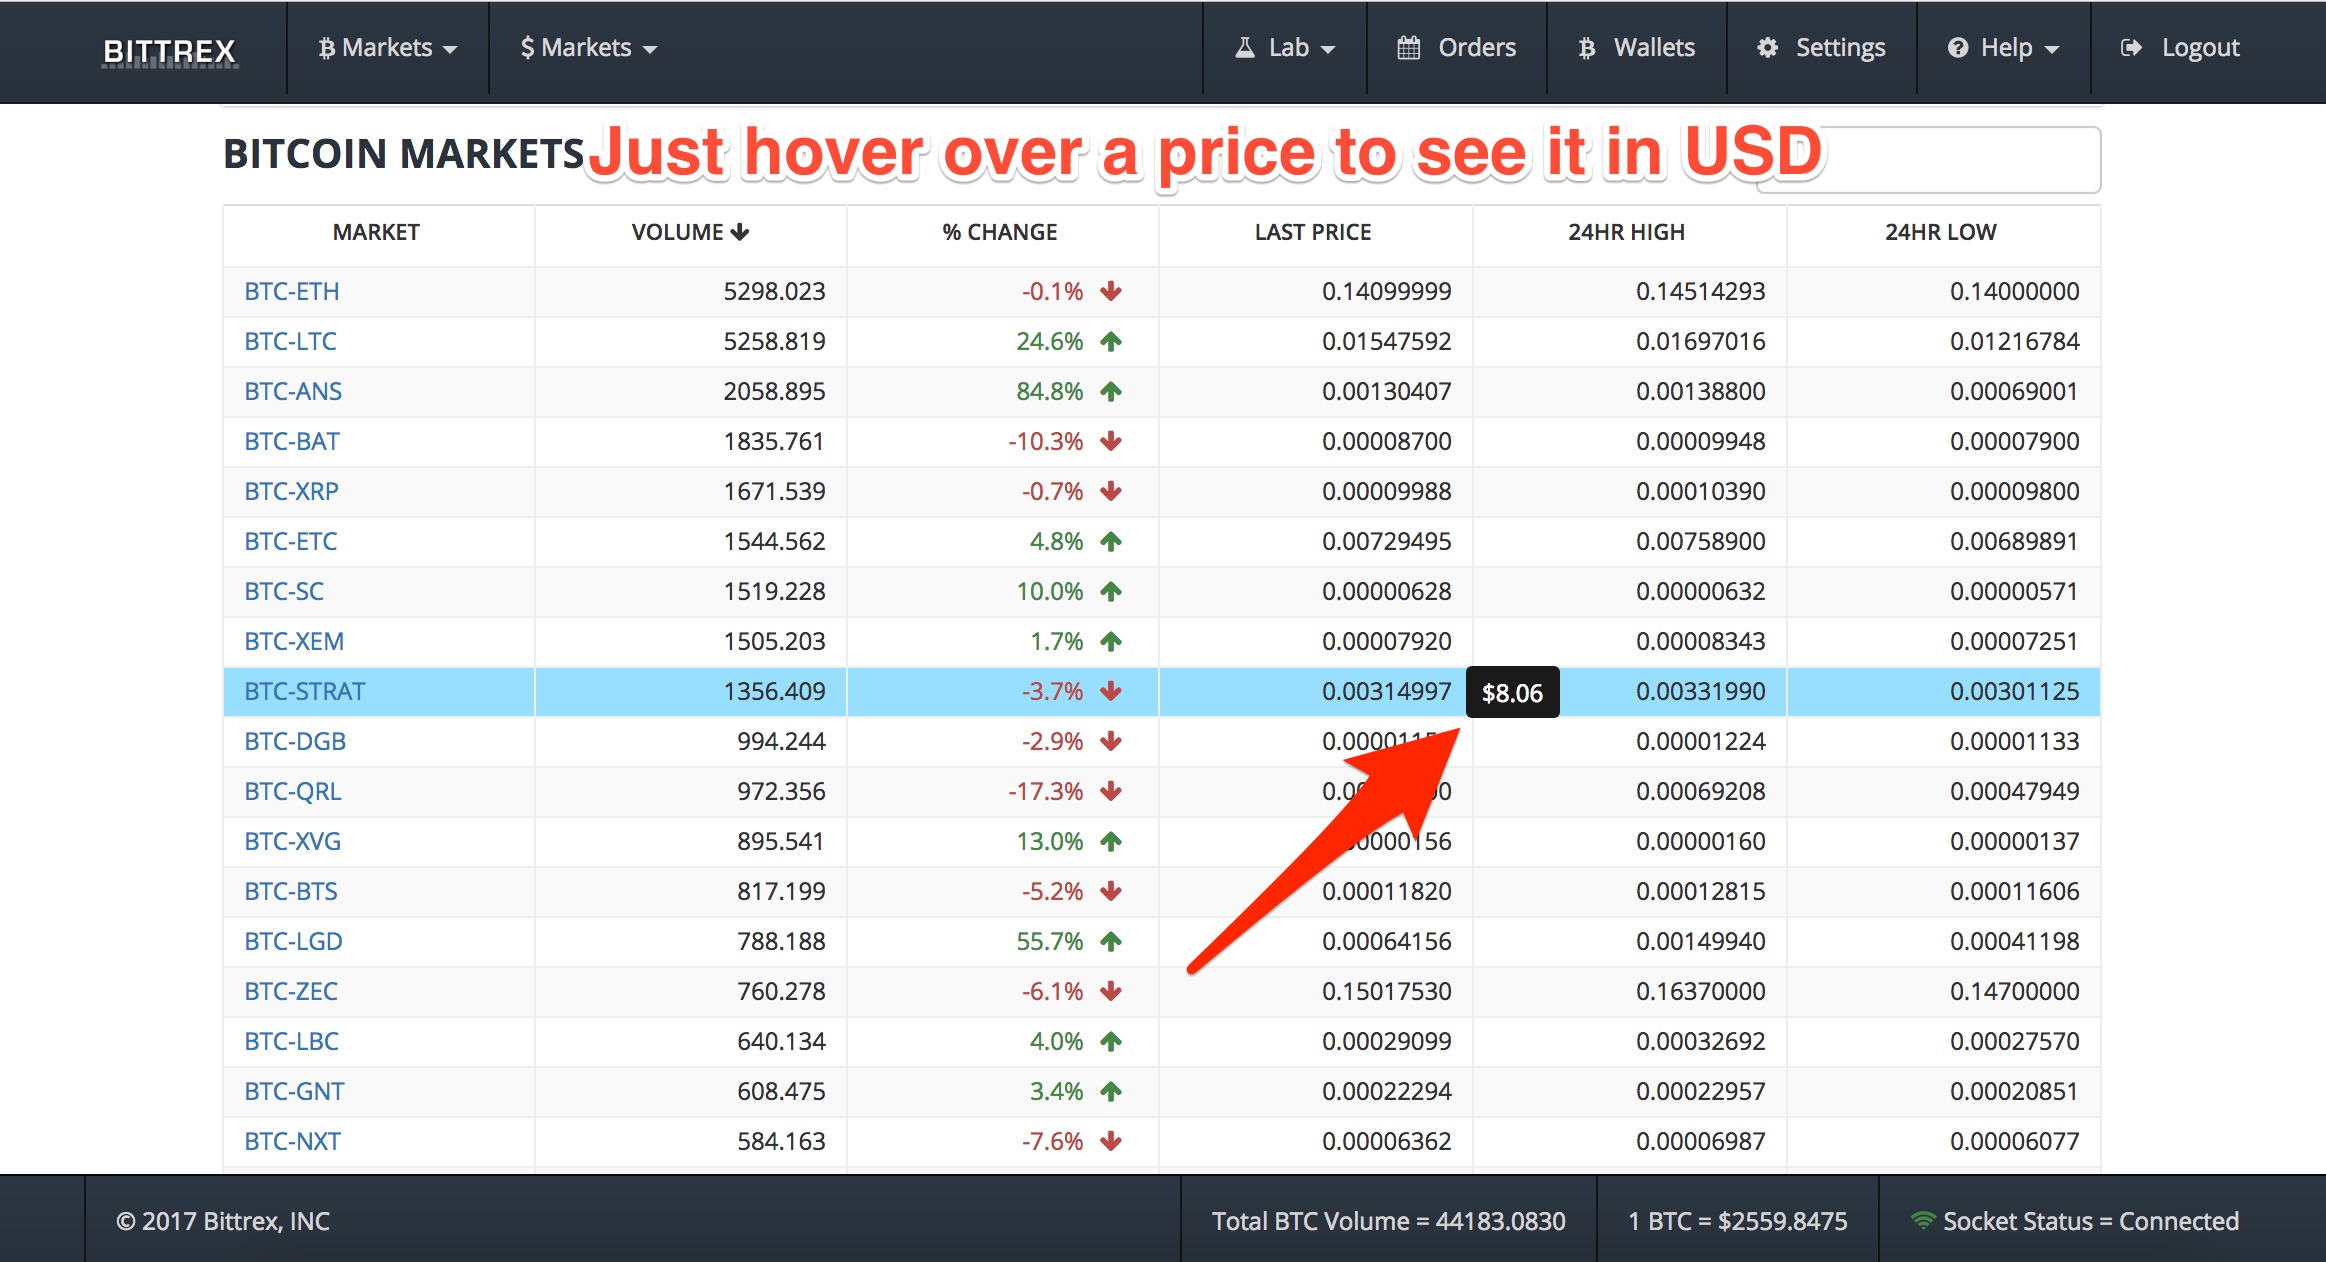 BITTREX ₿ Markets $ Markets Lab Orders ₿ Wallets Settings Help Logout
BITCOIN MARKETS Just hover over a price to see it in USD
MARKET VOLUME % CHANGE LAST PRICE 24HR HIGH 24HR LOW
BTC-ETH 5298.023 -0.1% 0.14099999 0.14514293 0.14000000
BTC-LTC 5258.819 24.6% 0.01547592 0.01697016 0.01216784
BTC-ANS 2058.895 84.8% 0.00130407 0.00138800 0.00069001
BTC-BAT 1835.761 -10.3% 0.00008700 0.00009948 0.00007900
BTC-XRP 1671.539 -0.7% 0.00009988 0.00010390 0.00009800
BTC-ETC 1544.562 4.8% 0.00729495 0.00758900 0.00689891
BTC-SC 1519.228 10.0% 0.00000628 0.00000632 0.00000571
BTC-XEM 1505.203 1.7% 0.00007920 0.00008343 0.00007251
BTC-STRAT 1356.409 -3.7% 0.00314997 $8.06 0.00331990 0.00301125
BTC-DGB 994.244 -2.9% 0.00001224 0.00001133
BTC-QRL 972.356 -17.3% 0.00069208 0.00047949
BTC-XVG 895.541 13.0% 0.00000160 0.00000137
BTC-BTS 817.199 -5.2% 0.00011820 0.00012815 0.00011606
BTC-LGD 788.188 55.7% 0.00064156 0.00149940 0.00041198
BTC-ZEC 760.278 -6.1% 0.15017530 0.16370000 0.14700000
BTC-LBC 640.134 4.0% 0.00029099 0.00032692 0.00027570
BTC-GNT 608.475 3.4% 0.00022294 0.00022957 0.00020851
BTC-NXT 584.163 -7.6% 0.00006362 0.00006987 0.00006077
© 2017 Bittrex, INC Total BTC Volume = 44183.0830 1 BTC = $2559.8475 Socket Status = Connected